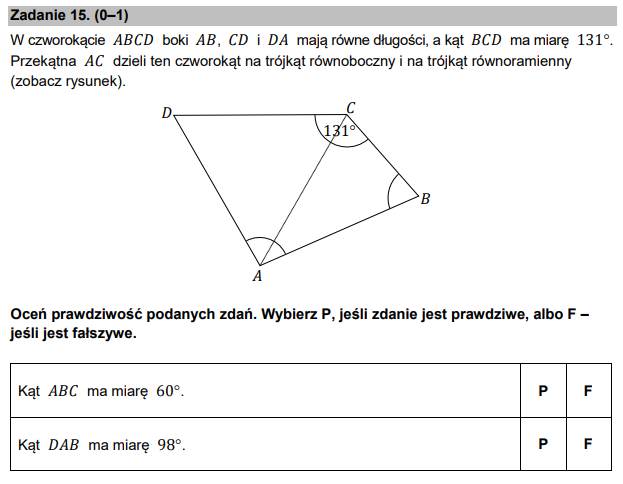 Zadanie 15. (0–1)
W czworokącie ABCD boki AB, CD i DA mają równe długości, a kąt BCD ma miarę 131°.
Przekątna AC dzieli ten czworokąt na trójkąt równoboczny i na trójkąt równoramienny
(zobacz rysunek).
D
C
131°
B
A
Oceń prawdziwość podanych zdań. Wybierz P, jeśli zdanie jest prawdziwe, albo F –
jeśli jest fałszywe.
Kąt ABC ma miarę 60°. P F
Kąt DAB ma miarę 98°. P F